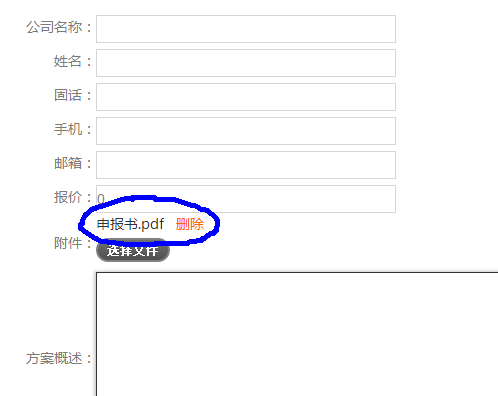 公司名称：
姓名：
固话：
手机：
邮箱：
报价：0
申报书.pdf 删除
附件：
选择文件
方案概述：